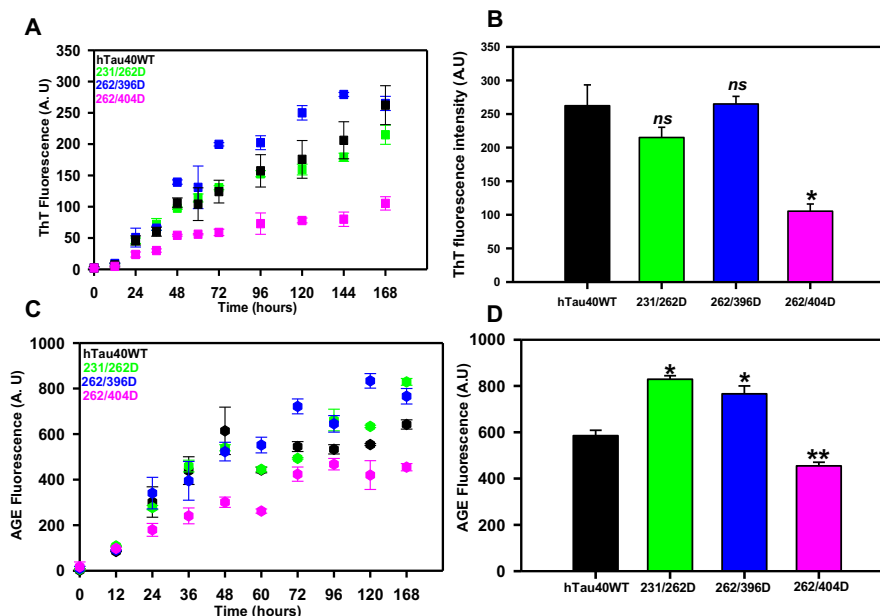 A
hTau40WT
231/262D
262/396D
262/404D
ThT Fluorescence (A. U)
350
300
250
200
150
100
50
0
0 24 48 72 96 120 144 168
Time (hours)
B
ThT fluorescence intensity (A.U)
350
300
250
200
150
100
50
0
ns
ns
*
hTau40WT 231/262D 262/396D 262/404D
C
hTau40WT
231/262D
262/396D
262/404D
AGE Fluorescence (A. U)
1000
800
600
400
200
0
0 12 24 36 48 60 72 96 120 168
Time (hours)
D
AGE Fluorescence (A.U)
1000
800
600
400
200
0
*
*
**
hTau40WT 231/262D 262/396D 262/404D